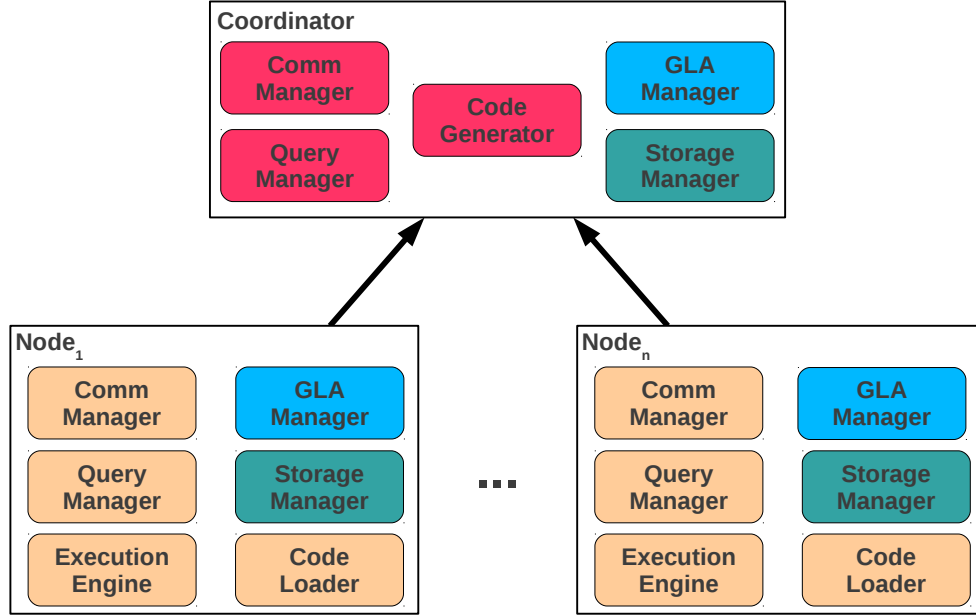 Coordinator
Comm
Manager
Code
Generator
GLA
Manager
Query
Manager
Storage
Manager
Node1
Comm
Manager
GLA
Manager
Query
Manager
Storage
Manager
Execution
Engine
Code
Loader
...
Noden
Comm
Manager
GLA
Manager
Query
Manager
Storage
Manager
Execution
Engine
Code
Loader